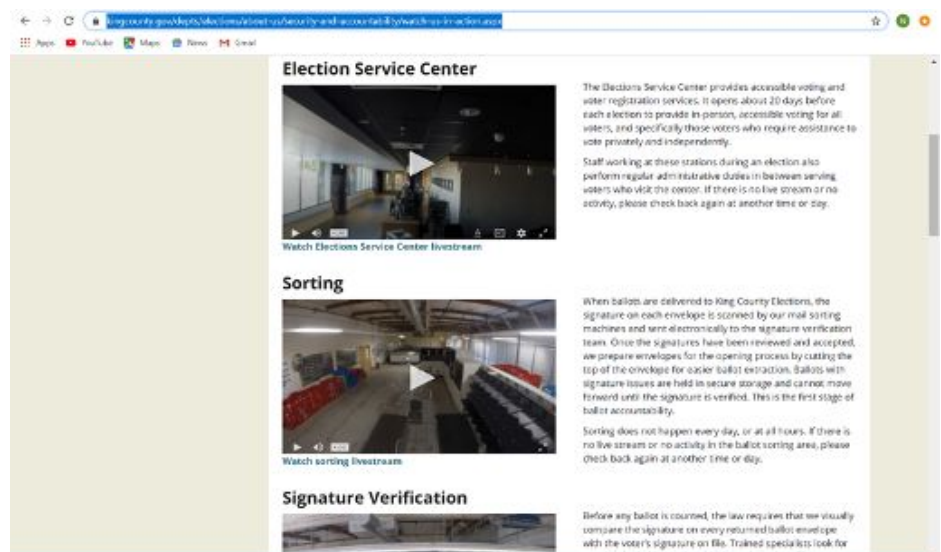 kingcounty.gov/depts/elections/about-us/security-and-accountability/watch-us-in-action.aspx
Apps YouTube Maps News Gmail
Election Service Center
The Elections Service Center provides accessible voting and
voter registration services. It opens about 20 days before
each election to provide in-person, accessible voting for all
voters, and specifically those voters who require assistance to
vote privately and independently.
Staff working at these stations during an election also
perform regular administrative duties in between serving
voters who visit the center. If there is no live stream or no
activity, please check back again at another time or day.
Watch Elections Service Center livestream
Sorting
When ballots are delivered to King County Elections, the
signature on each envelope is scanned by our mail sorting
machines and sent electronically to the signature verification
team. Once the signatures have been reviewed and accepted,
we prepare envelopes for the opening process by cutting the
top of the envelope for easier ballot extraction. Ballots with
signature issues are held in secure storage and cannot move
forward until the signature is verified. This is the first stage of
ballot accountability.
Sorting does not happen every day, or at all hours. If there is
no live stream or no activity in the ballot sorting area, please
check back again at another time or day.
Watch sorting livestream
Signature Verification
Before any ballot is counted, the law requires that we visually
compare the signature on every returned ballot envelope
with the voter's signature on file. Trained specialists look for